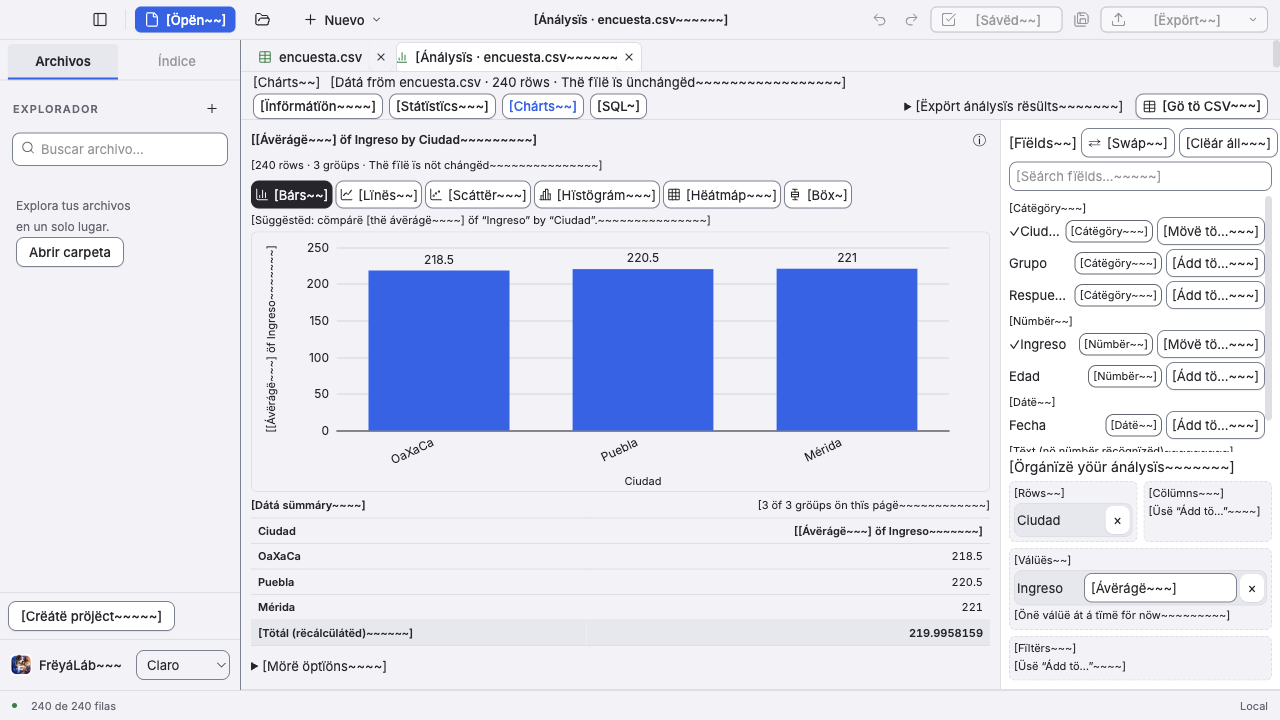 [Öpën~~]
Nuevo
[Ánálysïs · encuesta.csv~~~~~~]
[Sávëd~~]
[Ëxpört~~]
Archivos
Índice
EXPLORADOR
Buscar archivo...
Explora tus archivos
en un solo lugar.
Abrir carpeta
[Crëátë pröjëct~~~~~]
FrëyáLáb~~~
Claro
encuesta.csv ×
[Ánálysïs · encuesta.csv~~~~~~ ×
[Chárts~~] [Dátá fröm encuesta.csv · 240 röws · Thë fïlë ïs ünchángëd~~~~~~~~~~~~~~~~~]
[Ïnförmátïön~~~~]
[Státïstïcs~~~]
[Chárts~~]
[SQL~]
[Ëxpört ánálysïs rësülts~~~~~~~]
[Gö tö CSV~~~]
[[Ávërágë~~~] öf Ingreso by Ciudad~~~~~~~~~]
[240 röws · 3 gröüps · Thë fïlë ïs nöt chángëd~~~~~~~~~~~~~~]
[Bárs~~]
[Lïnës~~]
[Scáttër~~~]
[Hïstögrám~~~]
[Hëátmáp~~~]
[Böx~]
[Süggëstëd: cömpárë [thë ávërágë~~~~] öf “Ingreso” by “Ciudad”.~~~~~~~~~~~~~~~]
[[Ávërágë~~~] öf Ingreso~~~~~~~]
250
200
150
100
50
0
218.5
220.5
221
OaXaCa
Puebla
Mérida
Ciudad
[Dátá sümmáry~~~~]
[3 öf 3 gröüps ön thïs págë~~~~~~~~~~~~]
Ciudad [[Ávërágë~~~] öf Ingreso~~~~~~~]
OaXaCa 218.5
Puebla 220.5
Mérida 221
[Tötál (rëcálcülátëd)~~~~~~] 219.9958159
[Mörë öptïöns~~~~]
[Fïëlds~~]
[Swáp~~]
[Clëár áll~~~]
[Sëárch fïëlds...~~~~~]
[Cátëgöry~~~]
✓Ciud... [Cátëgöry~~~] [Mövë tö...~~~]
Grupo [Cátëgöry~~~] [Ádd tö...~~~]
Respue... [Cátëgöry~~~] [Ádd tö...~~~]
[Nümbër~~]
✓Ingreso [Nümbër~~] [Mövë tö...~~~]
Edad [Nümbër~~] [Ádd tö...~~~]
[Dátë~~]
Fecha [Dátë~~] [Ádd tö...~~~]
[Tëxt (nö nümbër rëcögnïzëd)~~~~~~~~~]
[Örgánïzë yöür ánálysïs~~~~~~~]
[Röws~~]
Ciudad ×
[Cölümns~~~]
[Üsë “Ádd tö...”~~~~]
[Válüës~~]
Ingreso [Ávërágë~~~] ×
[Önë válüë át á tïmë för nöw~~~~~~~~~]
[Fïltërs~~~]
[Üsë “Ádd tö...”~~~~]
240 de 240 filas
Local